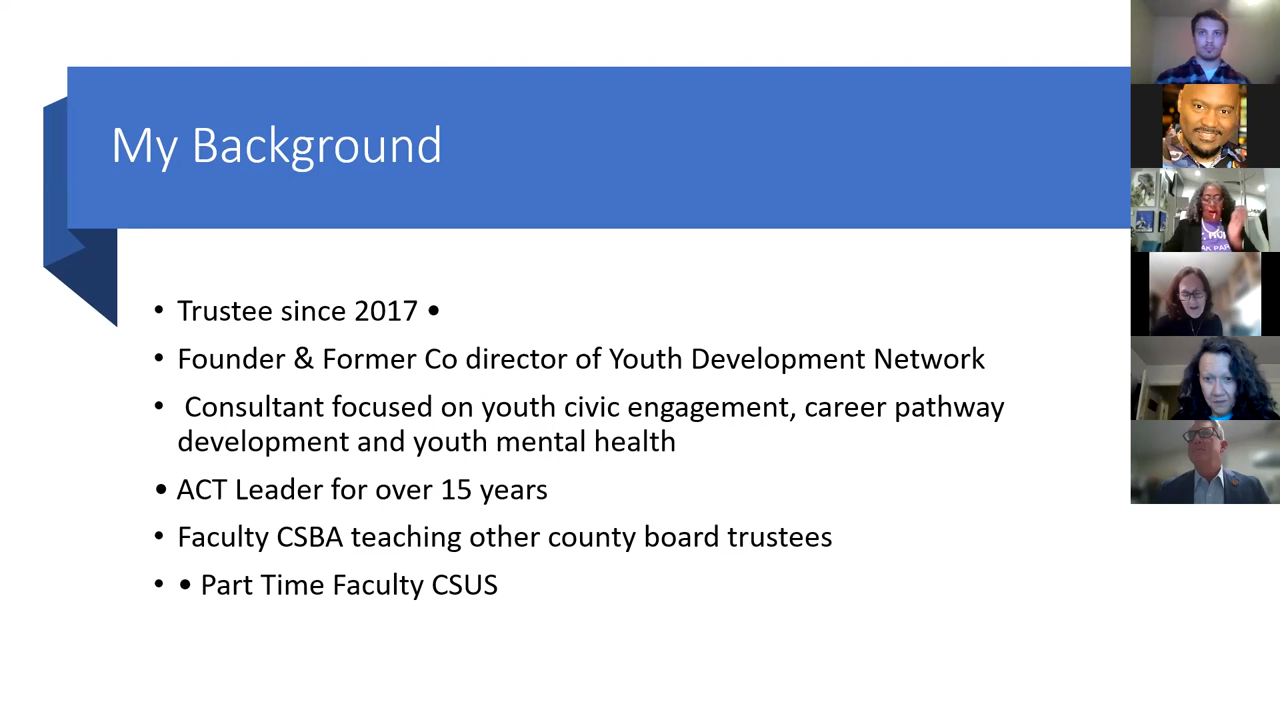 My Background
• Trustee since 2017 •
• Founder & Former Co director of Youth Development Network
• Consultant focused on youth civic engagement, career pathway
development and youth mental health
• ACT Leader for over 15 years
• Faculty CSBA teaching other county board trustees
• • Part Time Faculty CSUS